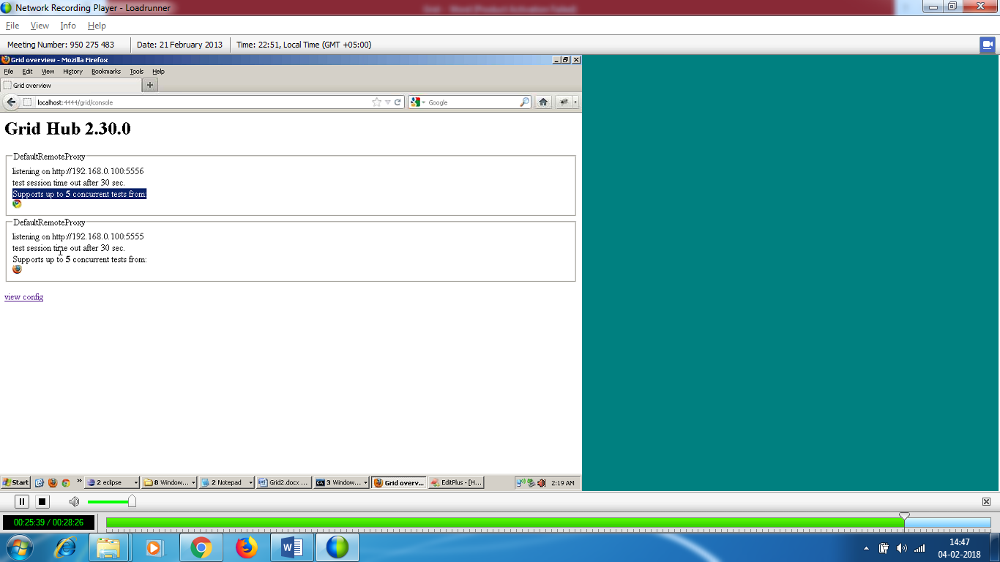 Network Recording Player - Loadrunner
File View Info Help
Meeting Number: 950 275 483 Date: 21 February 2013 Time: 22:51, Local Time (GMT +05:00)
Grid overview - Mozilla Firefox
File Edit View History Bookmarks Tools Help
Grid overview
localhost:4444/grid/console Google
Grid Hub 2.30.0
DefaultRemoteProxy
listening on http://192.168.0.100:5556
test session time out after 30 sec.
Supports up to 5 concurrent tests from:
DefaultRemoteProxy
listening on http://192.168.0.100:5555
test session time out after 30 sec.
Supports up to 5 concurrent tests from:
view config
Start » 2 eclipse 8 Window... 2 Notepad Grid2.docx ... 3 Window... Grid overv... EditPlus - [H... 2:19 AM
00:25:39 / 00:28:26
14:47
04-02-2018